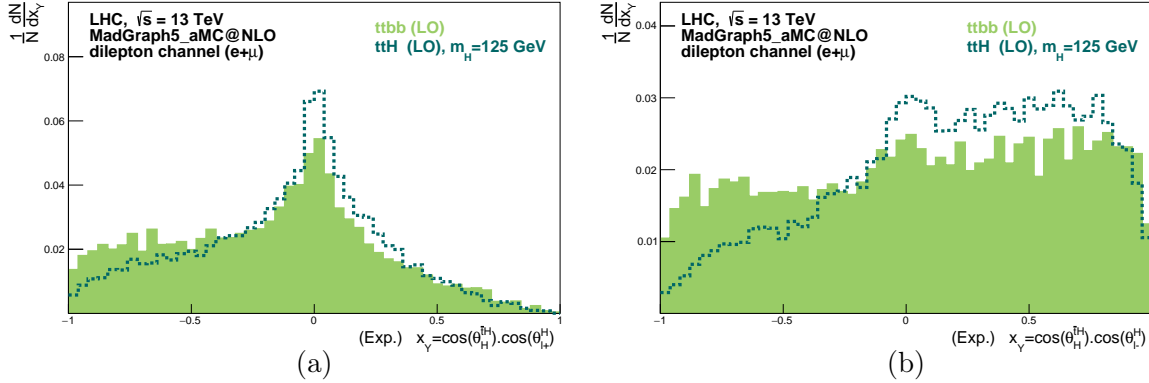 1/N dN/dx_Y
LHC, √s = 13 TeV
MadGraph5_aMC@NLO
dilepton channel (e+μ)
ttbb (LO)
ttH (LO), m_H=125 GeV
0.08
0.06
0.04
0.02
−1 −0.5 0 0.5 1
(Exp.) x_Y=cos(θ_H^{t̄H}).cos(θ_{l+}^H)
(a)
1/N dN/dx_Y
LHC, √s = 13 TeV
MadGraph5_aMC@NLO
dilepton channel (e+μ)
ttbb (LO)
ttH (LO), m_H=125 GeV
0.04
0.03
0.02
0.01
−1 −0.5 0 0.5 1
(Exp.) x_Y=cos(θ_H^{t̄H}).cos(θ_{l-}^H)
(b)